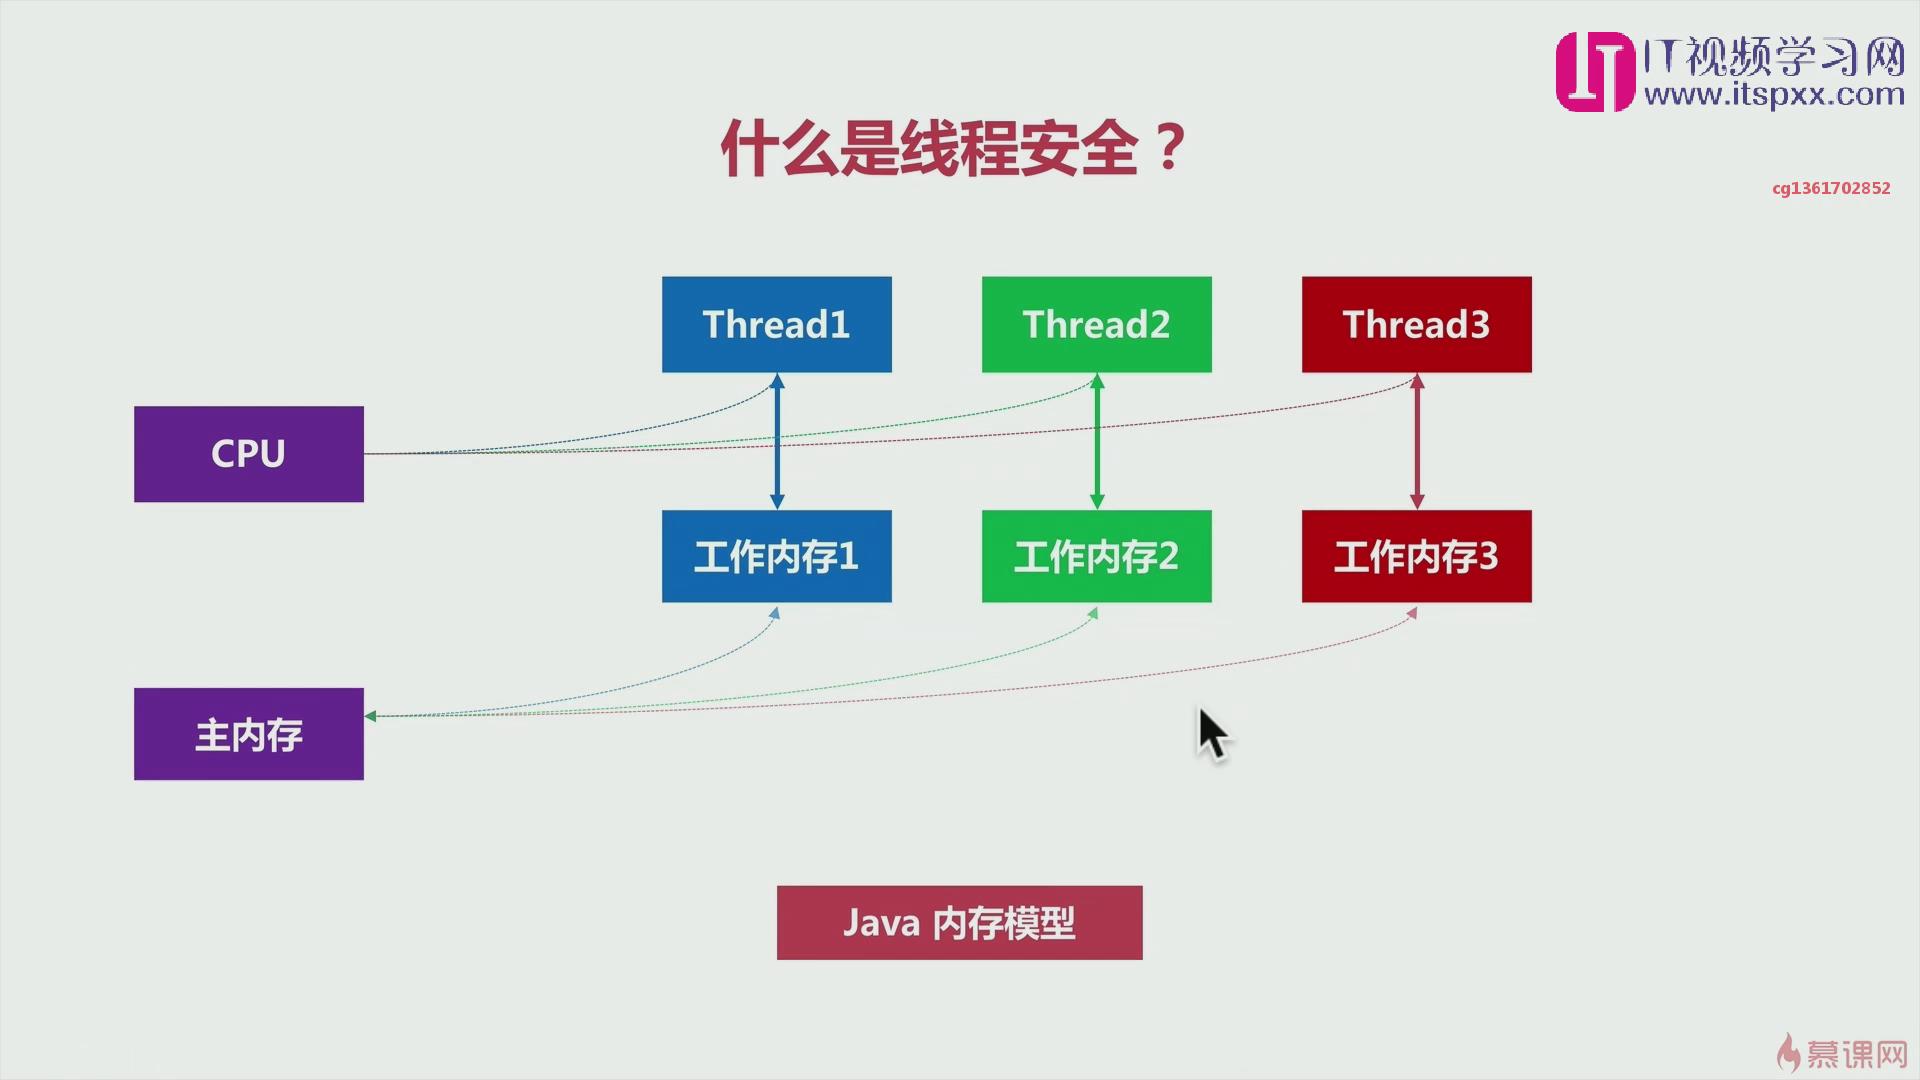 IT视频学习网
www.itspxx.com
什么是线程安全？
cg1361702852
Thread1
Thread2
Thread3
CPU
工作内存1
工作内存2
工作内存3
主内存
Java 内存模型
慕课网